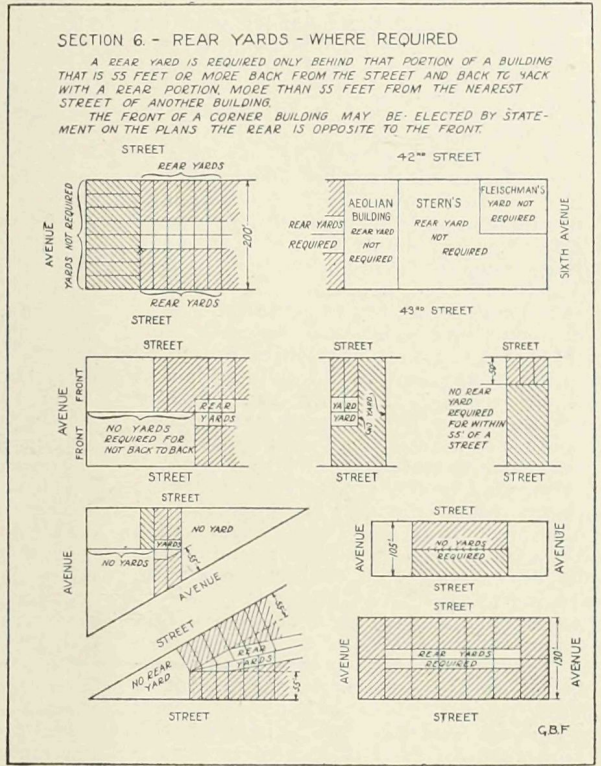 SECTION 6. - REAR YARDS - WHERE REQUIRED
A REAR YARD IS REQUIRED ONLY BEHIND THAT PORTION OF A BUILDING
THAT IS 55 FEET OR MORE BACK FROM THE STREET AND BACK TO BACK
WITH A REAR PORTION, MORE THAN 55 FEET FROM THE NEAREST
STREET OF ANOTHER BUILDING.
THE FRONT OF A CORNER BUILDING MAY BE ELECTED BY STATE-
MENT ON THE PLANS THE REAR IS OPPOSITE TO THE FRONT.
STREET
REAR YARDS
AVENUE
YARDS NOT REQUIRED
200'
REAR YARDS
STREET
42ND STREET
REAR YARDS
REQUIRED
AEOLIAN
BUILDING
REAR YARD
NOT
REQUIRED
STERN'S
REAR YARD
NOT
REQUIRED
FLEISCHMAN'S
YARD NOT
REQUIRED
SIXTH AVENUE
43RD STREET
STREET
AVENUE
FRONT
FRONT
REAR
YARDS
NO YARDS
REQUIRED FOR
NOT BACK TO BACK
STREET
STREET
YARD
YARD
NO YARD
STREET
STREET
50'
NO REAR
YARD
REQUIRED
FOR WITHIN
55' OF A
STREET
STREET
STREET
AVENUE
NO YARD
YARDS
NO YARDS
55'
AVENUE
STREET
AVENUE
105'
NO YARDS
REQUIRED
AVENUE
STREET
STREET
55'
REAR
YARDS
NO REAR
YARD
55'
STREET
STREET
AVENUE
REAR YARDS
REQUIRED
130'
AVENUE
STREET
G.B.F